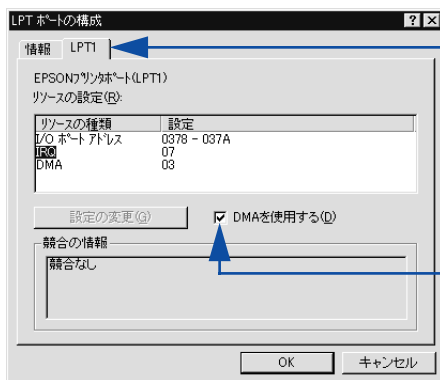 LPT ポートの構成
情報 LPT1
EPSONプリンタポート(LPT1)
リソースの設定(R):
リソースの種類 設定
I/O ポート アドレス 0378 - 037A
IRQ 07
DMA 03
設定の変更(G) DMAを使用する(D)
競合の情報
競合なし
OK キャンセル